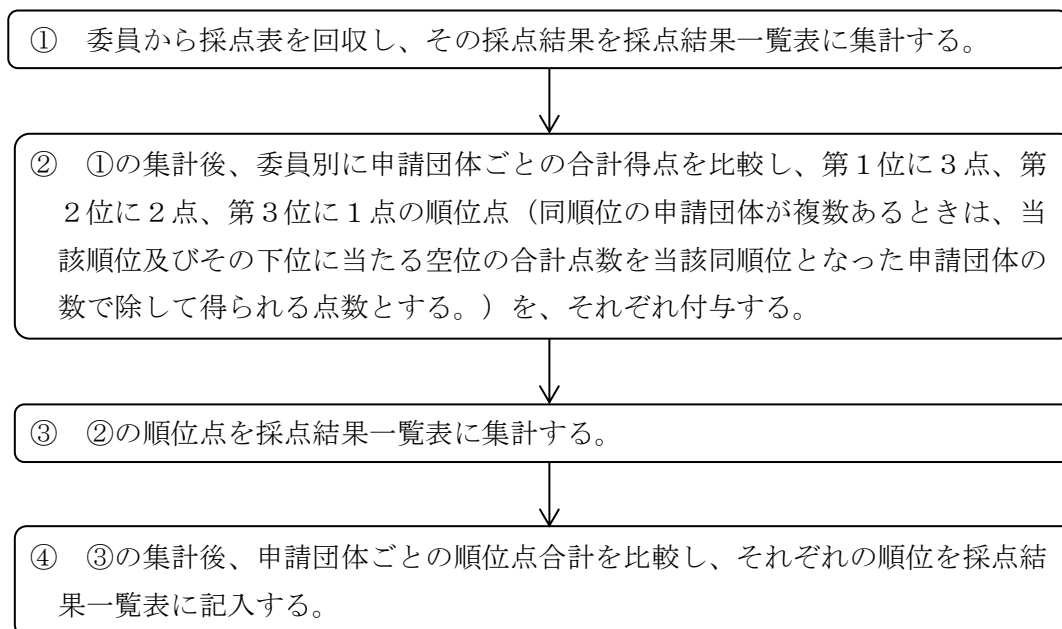 ① 委員から採点表を回収し、その採点結果を採点結果一覧表に集計する。
② ①の集計後、委員別に申請団体ごとの合計得点を比較し、第1位に3点、第
2位に2点、第3位に1点の順位点(同順位の申請団体が複数あるときは、当
該順位及びその下位に当たる空位の合計点数を当該同順位となった申請団体の
数で除して得られる点数とする。)を、それぞれ付与する。
③ ②の順位点を採点結果一覧表に集計する。
④ ③の集計後、申請団体ごとの順位点合計を比較し、それぞれの順位を採点結
果一覧表に記入する。